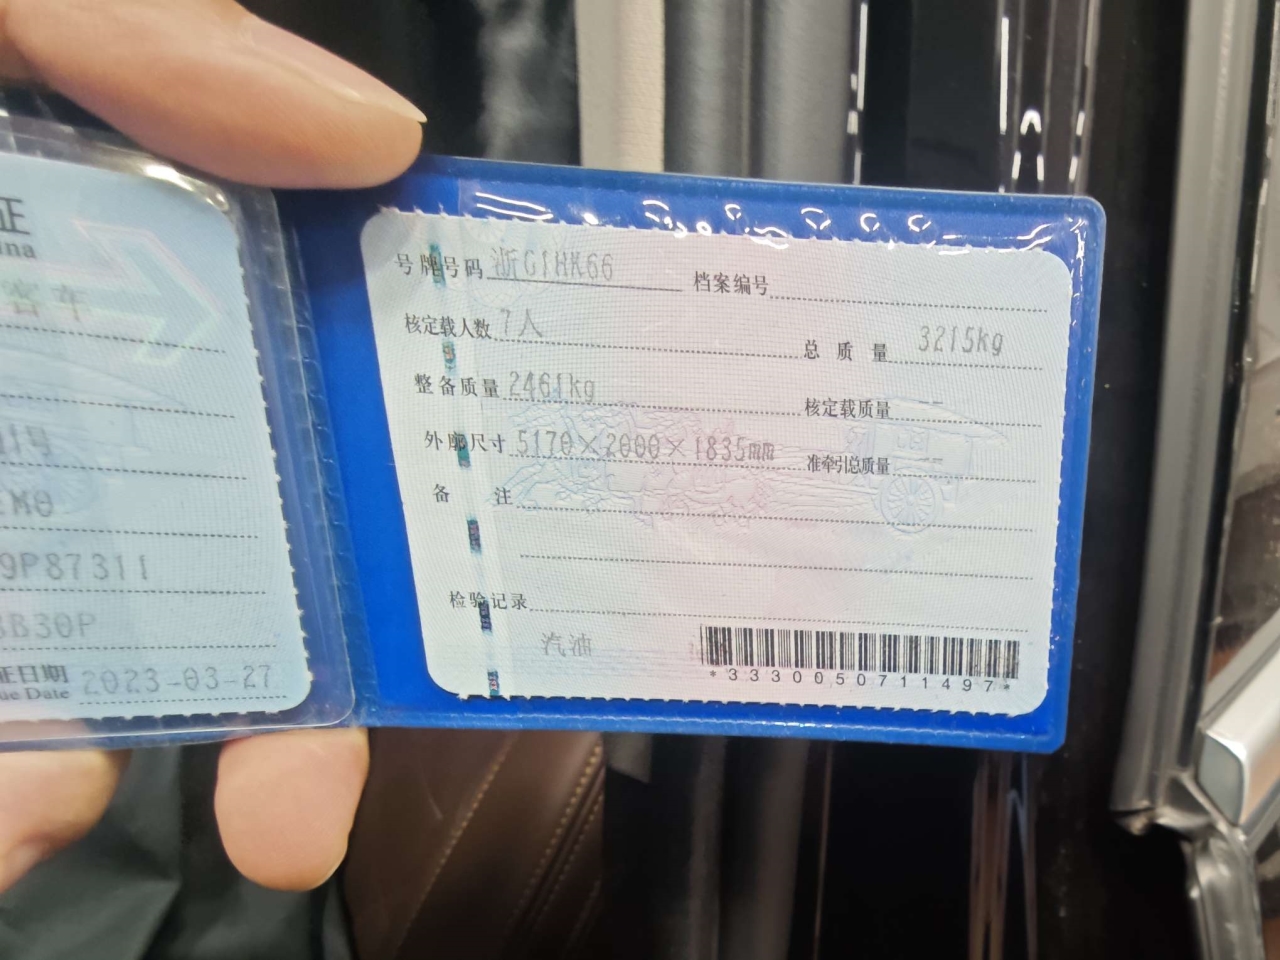 证
ina
客车
EM0
9P87311
B30P
证日期 2023-03-27
ue Date
号牌号码 浙C1HK66 档案编号
核定载人数 7人 总质量 3215kg
整备质量 2461kg 核定载质量 --
外廓尺寸 5170×2000×1835mm 准牵引总质量 --
备注
检验记录
汽油
*3330050711497*